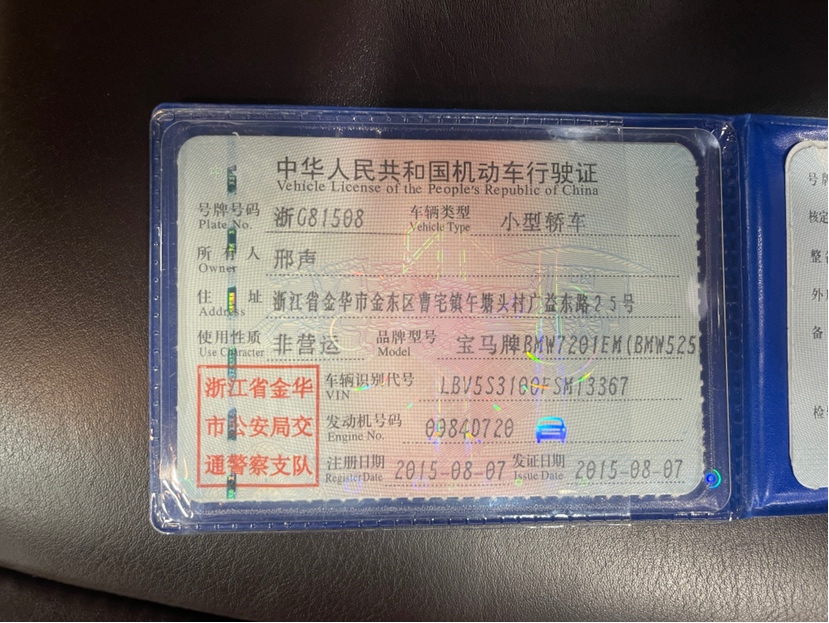 中华人民共和国机动车行驶证
Vehicle License of the People's Republic of China
号牌号码 浙G81508 车辆类型 小型轿车
Plate No. Vehicle Type
所有人 邢声
Owner
住址 浙江省金华市金东区曹宅镇午塘头村广益东路25号
Address
使用性质 非营运 品牌型号 宝马牌BMW7201EM(BMW525
Use Character Model
浙江省金华
市公安局交
通警察支队
车辆识别代号 LBV5S3100FSM13367
VIN
发动机号码 0984D720
Engine No.
注册日期 2015-08-07 发证日期 2015-08-07
Register Date Issue Date
号牌
核定
整备
外
备
检